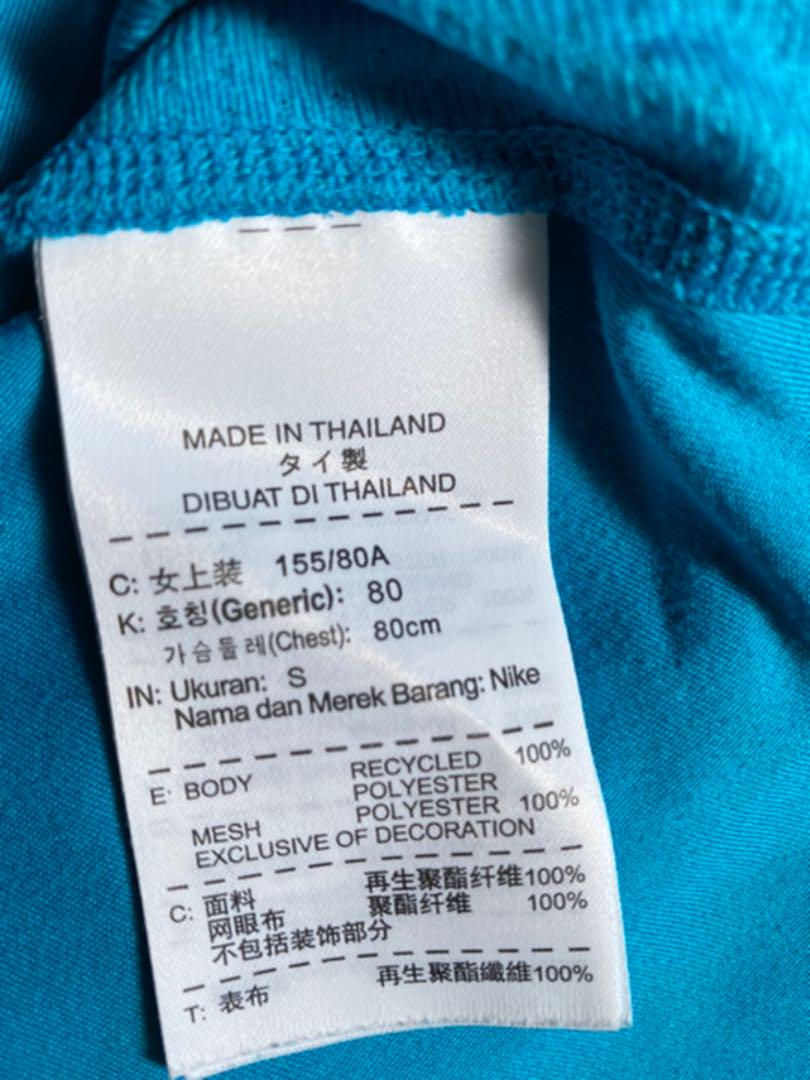 MADE IN THAILAND
タイ製
DIBUAT DI THAILAND
C: 女上装 155/80A
K: 호칭(Generic): 80
가슴둘레(Chest): 80cm
IN: Ukuran: S
Nama dan Merek Barang: Nike
E: BODY RECYCLED 100%
POLYESTER
MESH POLYESTER 100%
EXCLUSIVE OF DECORATION
C: 面料 再生聚酯纤维100%
网眼布 聚酯纤维 100%
不包括装饰部分
T: 表布 再生聚酯纖維100%